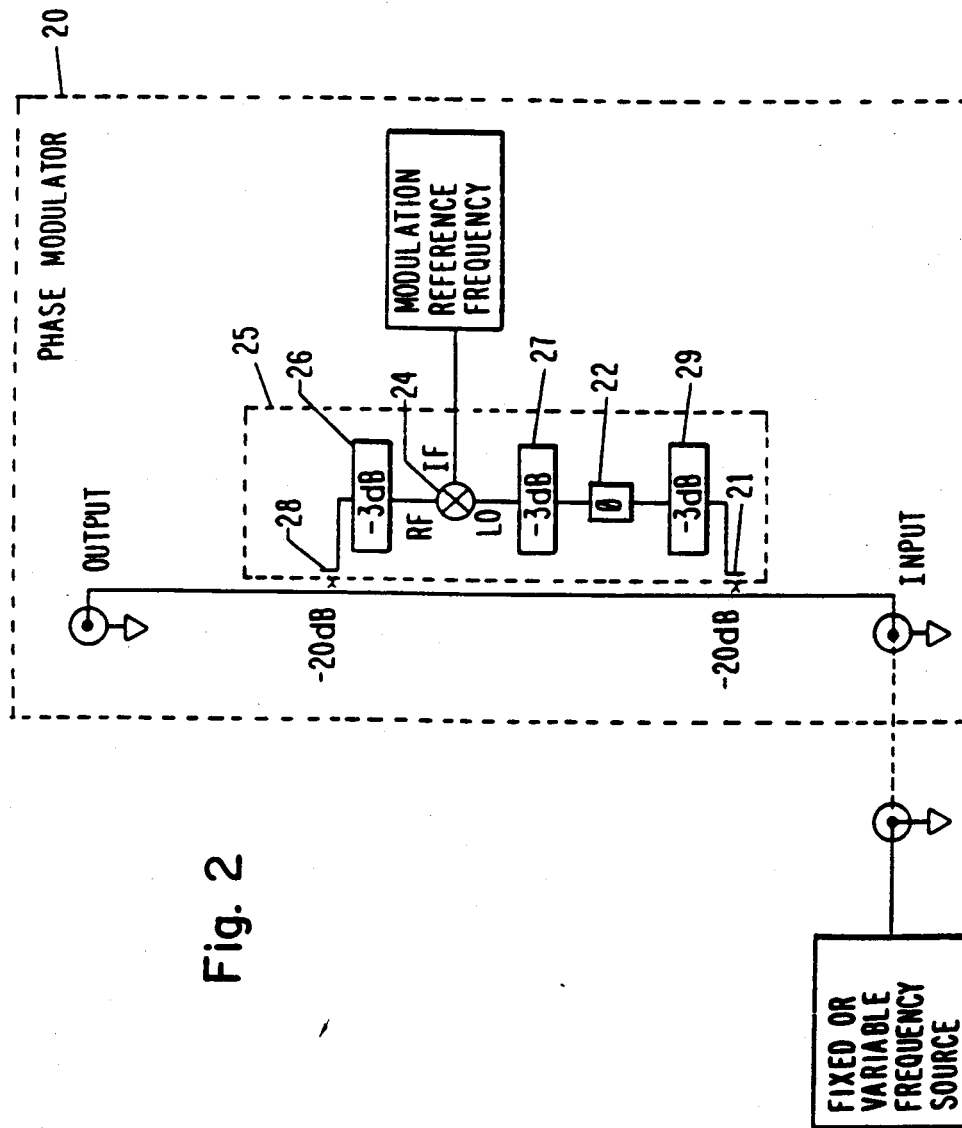 20
PHASE MODULATOR
OUTPUT
25
26
24
28
-3dB
RF
IF
MODULATION
REFERENCE
FREQUENCY
LO
-20dB
-3dB
27
Ø
22
-3dB
29
21
-20dB
INPUT
Fig. 2
FIXED OR
VARIABLE
FREQUENCY
SOURCE